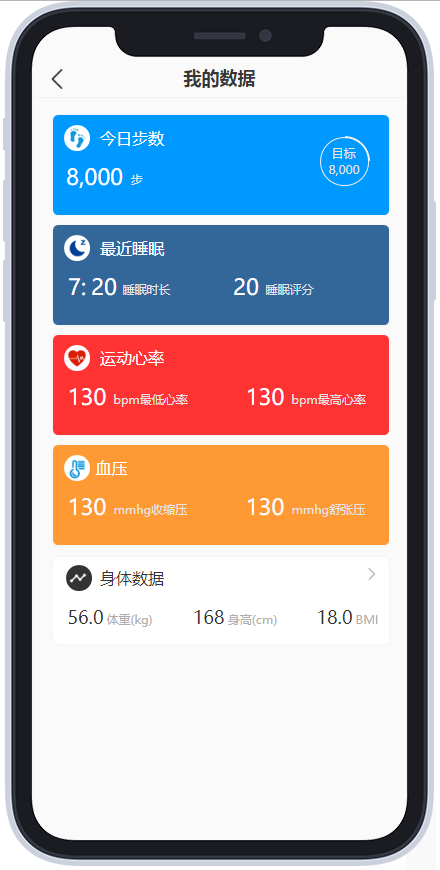 我的数据
今日步数
8,000 步
目标
8,000
最近睡眠
7: 20 睡眠时长 20 睡眠评分
运动心率
130 bpm最低心率 130 bpm最高心率
血压
130 mmhg收缩压 130 mmhg舒张压
身体数据
56.0 体重(kg) 168 身高(cm) 18.0 BMI